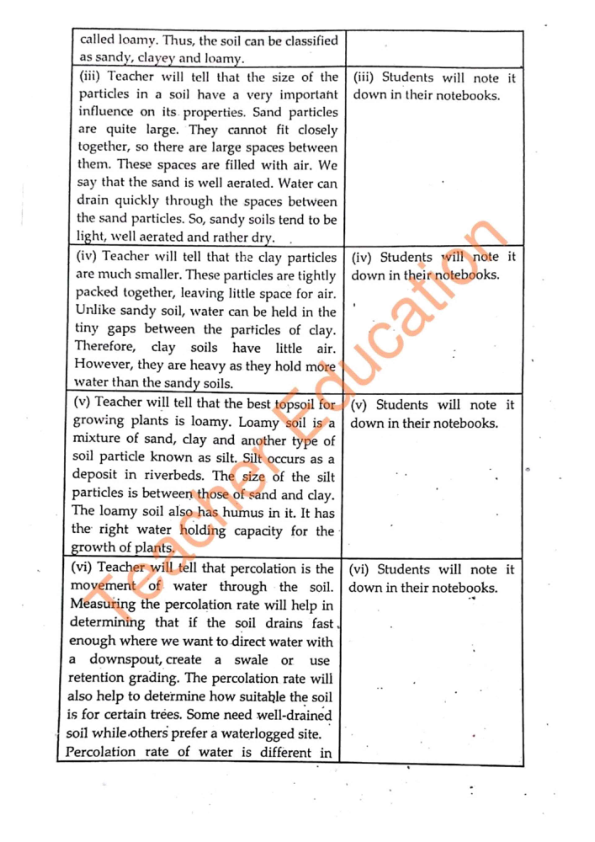 called loamy. Thus, the soil can be classified
as sandy, clayey and loamy.
(iii) Teacher will tell that the size of the
particles in a soil have a very important
influence on its properties. Sand particles
are quite large. They cannot fit closely
together, so there are large spaces between
them. These spaces are filled with air. We
say that the sand is well aerated. Water can
drain quickly through the spaces between
the sand particles. So, sandy soils tend to be
light, well aerated and rather dry.
(iii) Students will note it
down in their notebooks.
(iv) Teacher will tell that the clay particles
are much smaller. These particles are tightly
packed together, leaving little space for air.
Unlike sandy soil, water can be held in the
tiny gaps between the particles of clay.
Therefore, clay soils have little air.
However, they are heavy as they hold more
water than the sandy soils.
(iv) Students will note it
down in their notebooks.
(v) Teacher will tell that the best topsoil for
growing plants is loamy. Loamy soil is a
mixture of sand, clay and another type of
soil particle known as silt. Silt occurs as a
deposit in riverbeds. The size of the silt
particles is between those of sand and clay.
The loamy soil also has humus in it. It has
the right water holding capacity for the
growth of plants.
(v) Students will note it
down in their notebooks.
(vi) Teacher will tell that percolation is the
movement of water through the soil.
Measuring the percolation rate will help in
determining that if the soil drains fast
enough where we want to direct water with
a downspout, create a swale or use
retention grading. The percolation rate will
also help to determine how suitable the soil
is for certain trees. Some need well-drained
soil while others prefer a waterlogged site.
Percolation rate of water is different in
(vi) Students will note it
down in their notebooks.
Teacher Education